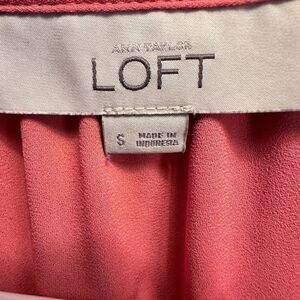 ANN TAYLOR
LOFT
S
MADE IN
INDONESIA